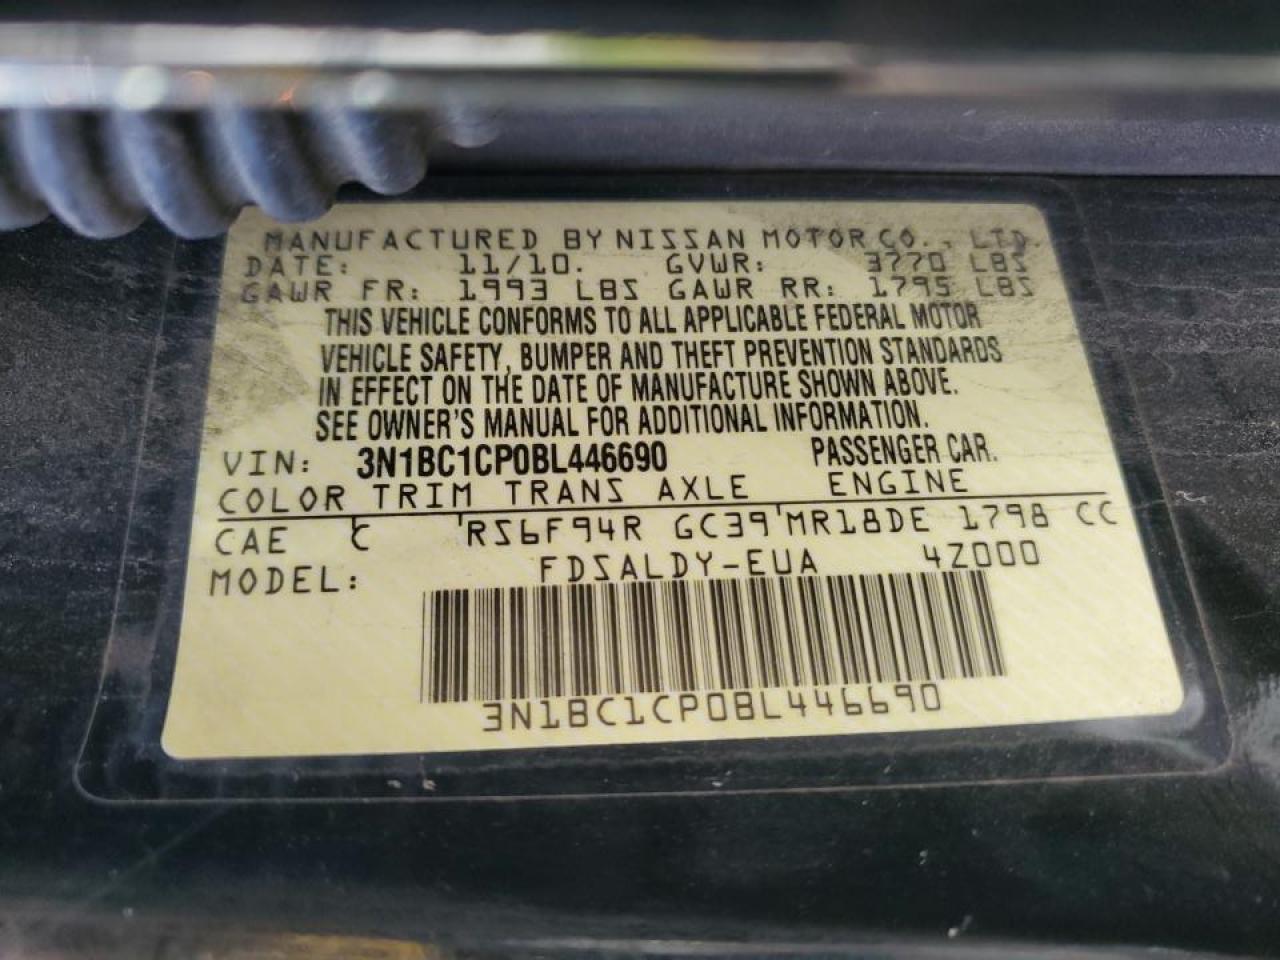 MANUFACTURED BY NISSAN MOTOR CO., LTD.
DATE: 11/10. GVWR: 3770 LBS
GAWR FR: 1993 LBS GAWR RR: 1795 LBS
THIS VEHICLE CONFORMS TO ALL APPLICABLE FEDERAL MOTOR
VEHICLE SAFETY, BUMPER AND THEFT PREVENTION STANDARDS
IN EFFECT ON THE DATE OF MANUFACTURE SHOWN ABOVE.
SEE OWNER'S MANUAL FOR ADDITIONAL INFORMATION.
VIN: 3N1BC1CP0BL446690 PASSENGER CAR.
COLOR TRIM TRANS AXLE ENGINE
CAE C RS6F94R GC39 MR18DE 1798 CC
MODEL: FDSALDY-EUA 4Z000
3N1BC1CP0BL446690